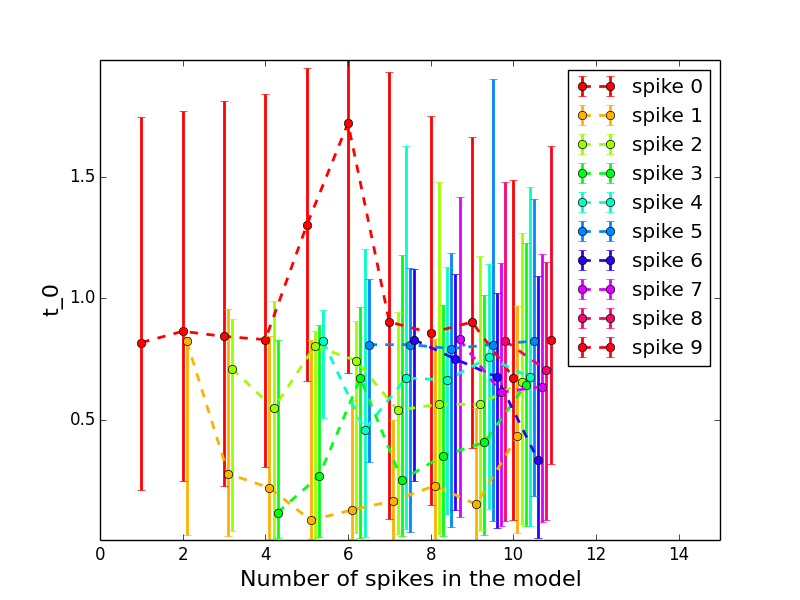 1.5
1.0
0.5
t_0
0
2
4
6
8
10
12
14
Number of spikes in the model
spike 0
spike 1
spike 2
spike 3
spike 4
spike 5
spike 6
spike 7
spike 8
spike 9